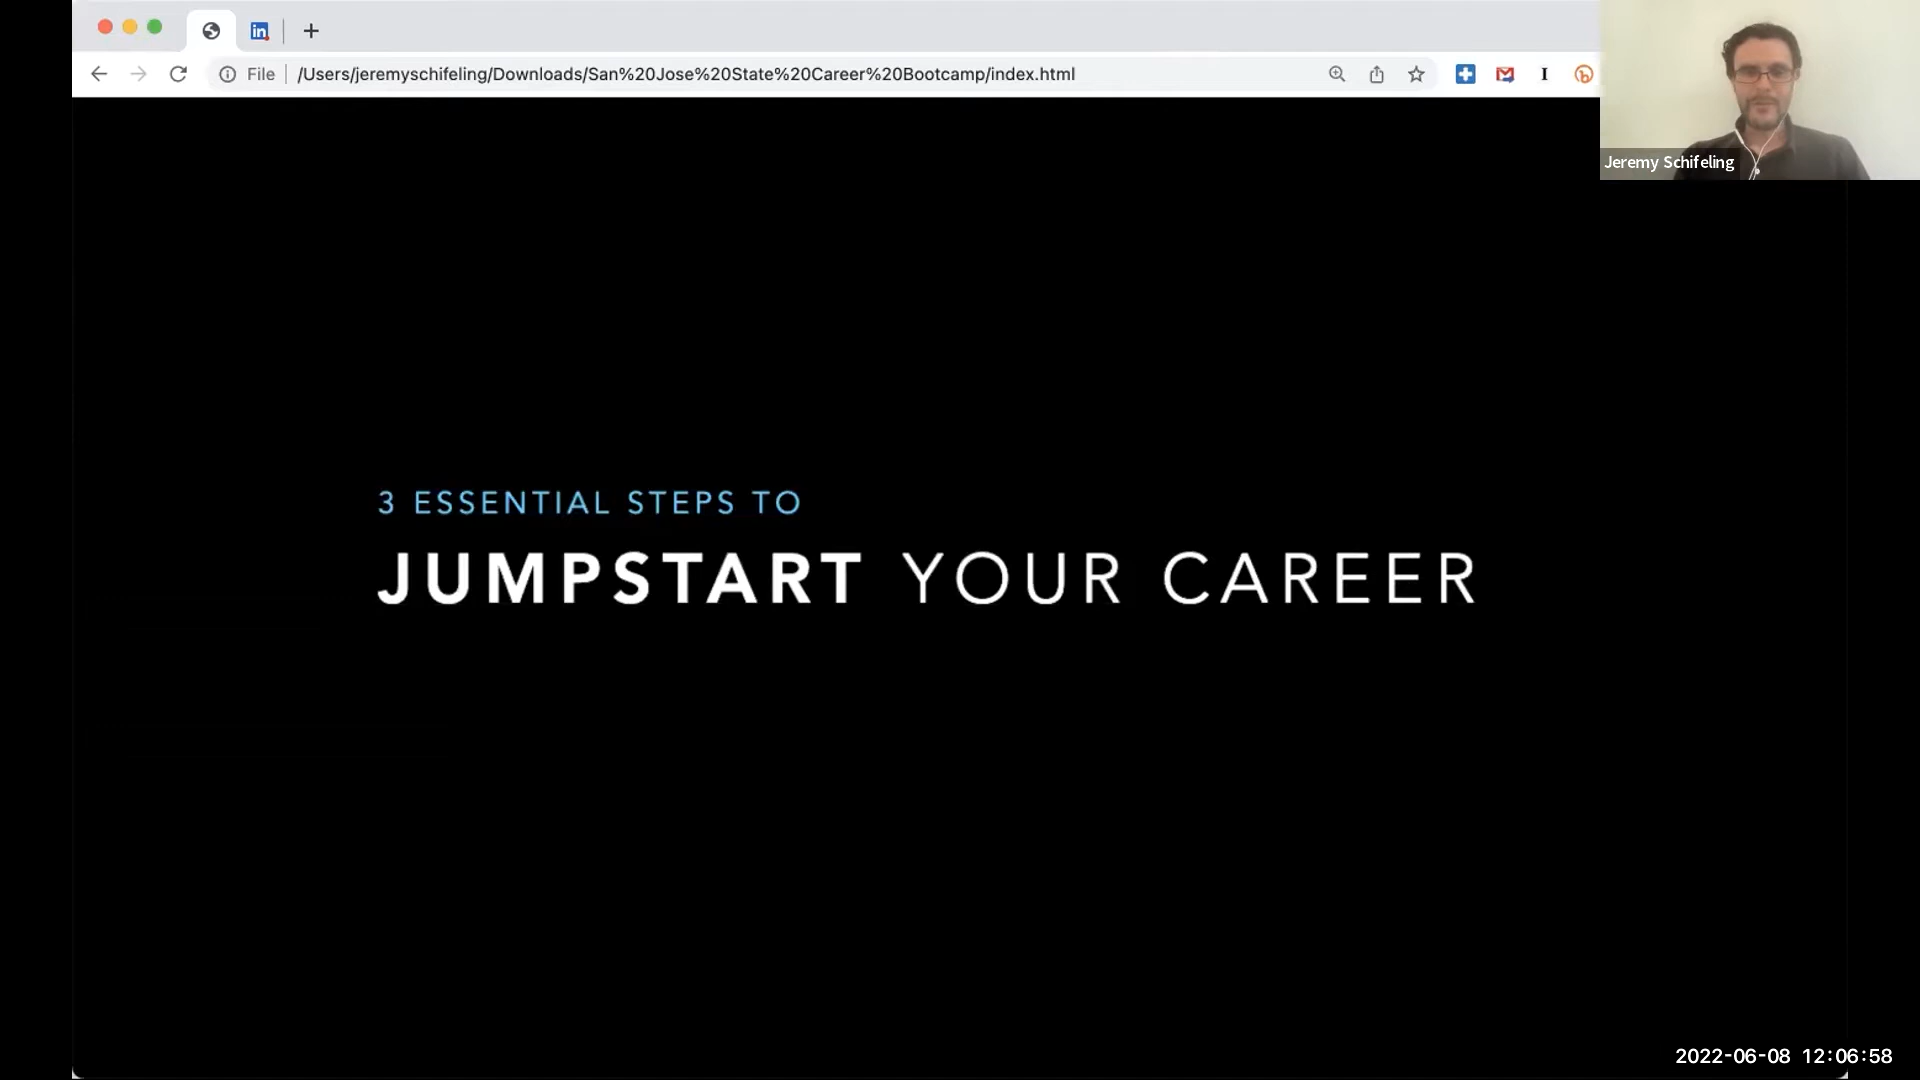 in
File /Users/jeremyschifeling/Downloads/San%20Jose%20State%20Career%20Bootcamp/index.html
I
Jeremy Schifeling
3 ESSENTIAL STEPS TO
JUMPSTART YOUR CAREER
2022-06-08 12:06:58